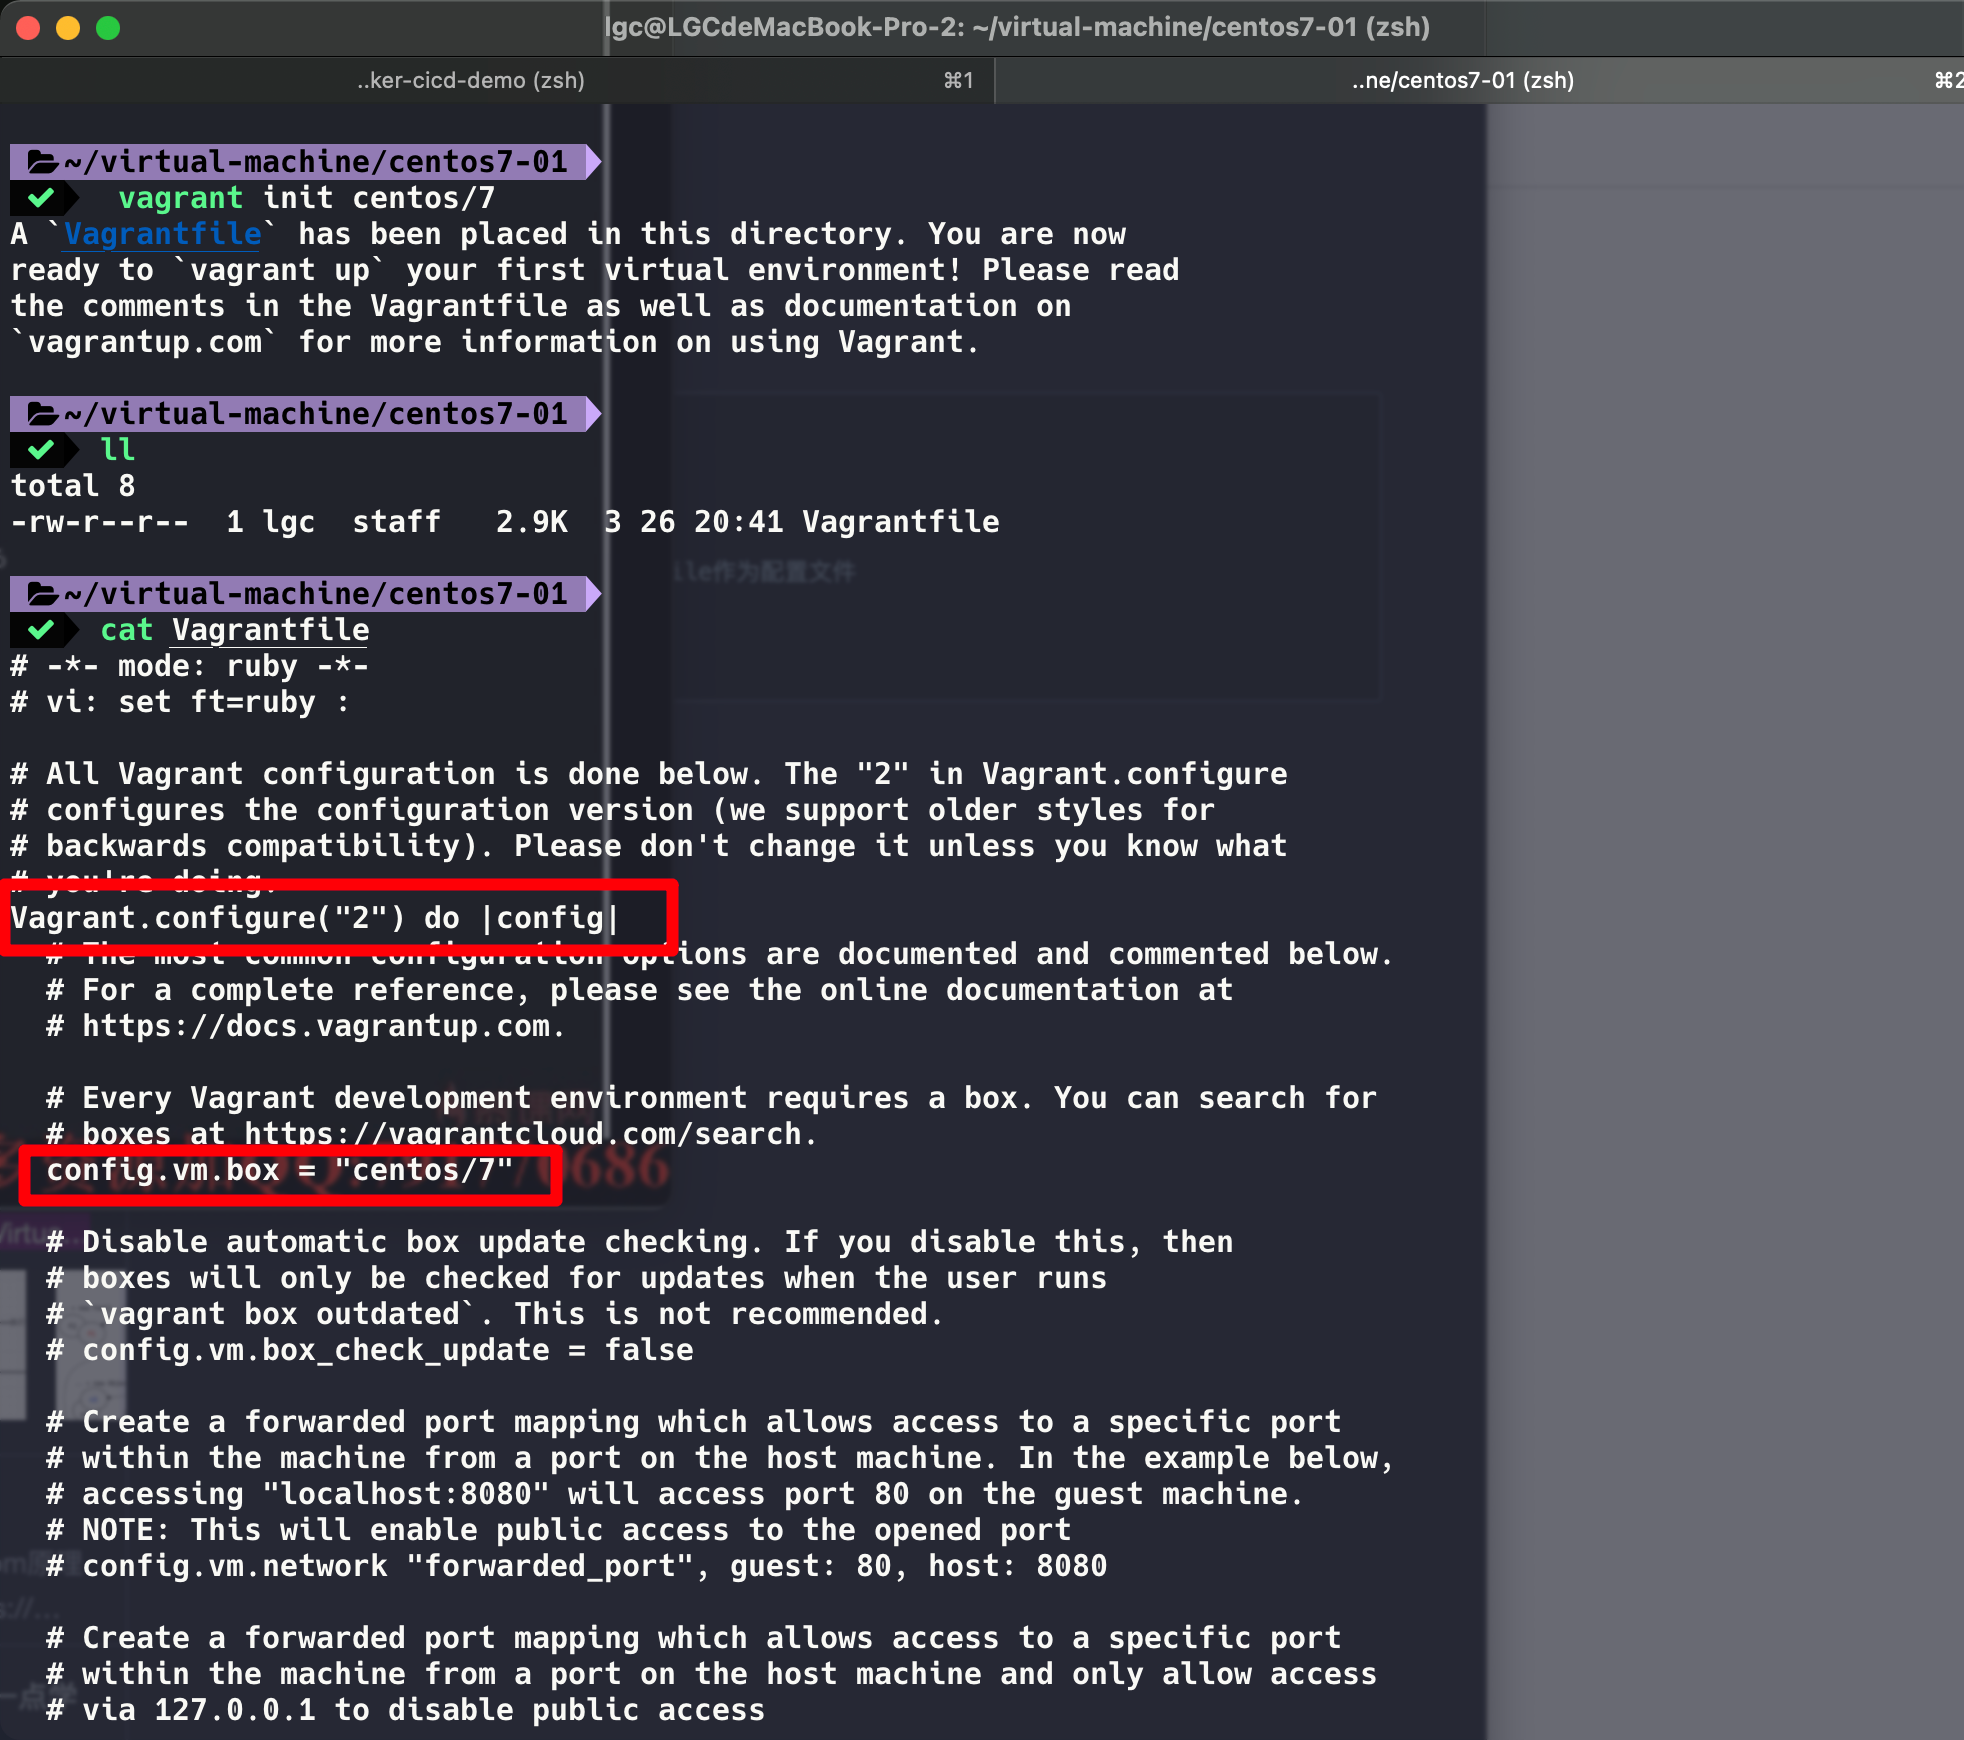 lgc@LGCdeMacBook-Pro-2: ~/virtual-machine/centos7-01 (zsh)
..ker-cicd-demo (zsh) ⌘1 ..ne/centos7-01 (zsh) ⌘2
~/virtual-machine/centos7-01
✔ vagrant init centos/7
A `Vagrantfile` has been placed in this directory. You are now
ready to `vagrant up` your first virtual environment! Please read
the comments in the Vagrantfile as well as documentation on
`vagrantup.com` for more information on using Vagrant.
~/virtual-machine/centos7-01
✔ ll
total 8
-rw-r--r--  1 lgc  staff   2.9K  3 26 20:41 Vagrantfile
ile作为配置文件
~/virtual-machine/centos7-01
✔ cat Vagrantfile
# -*- mode: ruby -*-
# vi: set ft=ruby :
# All Vagrant configuration is done below. The "2" in Vagrant.configure
# configures the configuration version (we support older styles for
# backwards compatibility). Please don't change it unless you know what
# you're doing.
Vagrant.configure("2") do |config|
  # The most common configuration options are documented and commented below.
  # For a complete reference, please see the online documentation at
  # https://docs.vagrantup.com.
  # Every Vagrant development environment requires a box. You can search for
  # boxes at https://vagrantcloud.com/search.
  config.vm.box = "centos/7"
  # Disable automatic box update checking. If you disable this, then
  # boxes will only be checked for updates when the user runs
  # `vagrant box outdated`. This is not recommended.
  # config.vm.box_check_update = false
  # Create a forwarded port mapping which allows access to a specific port
  # within the machine from a port on the host machine. In the example below,
  # accessing "localhost:8080" will access port 80 on the guest machine.
  # NOTE: This will enable public access to the opened port
  # config.vm.network "forwarded_port", guest: 80, host: 8080
  # Create a forwarded port mapping which allows access to a specific port
  # within the machine from a port on the host machine and only allow access
  # via 127.0.0.1 to disable public access